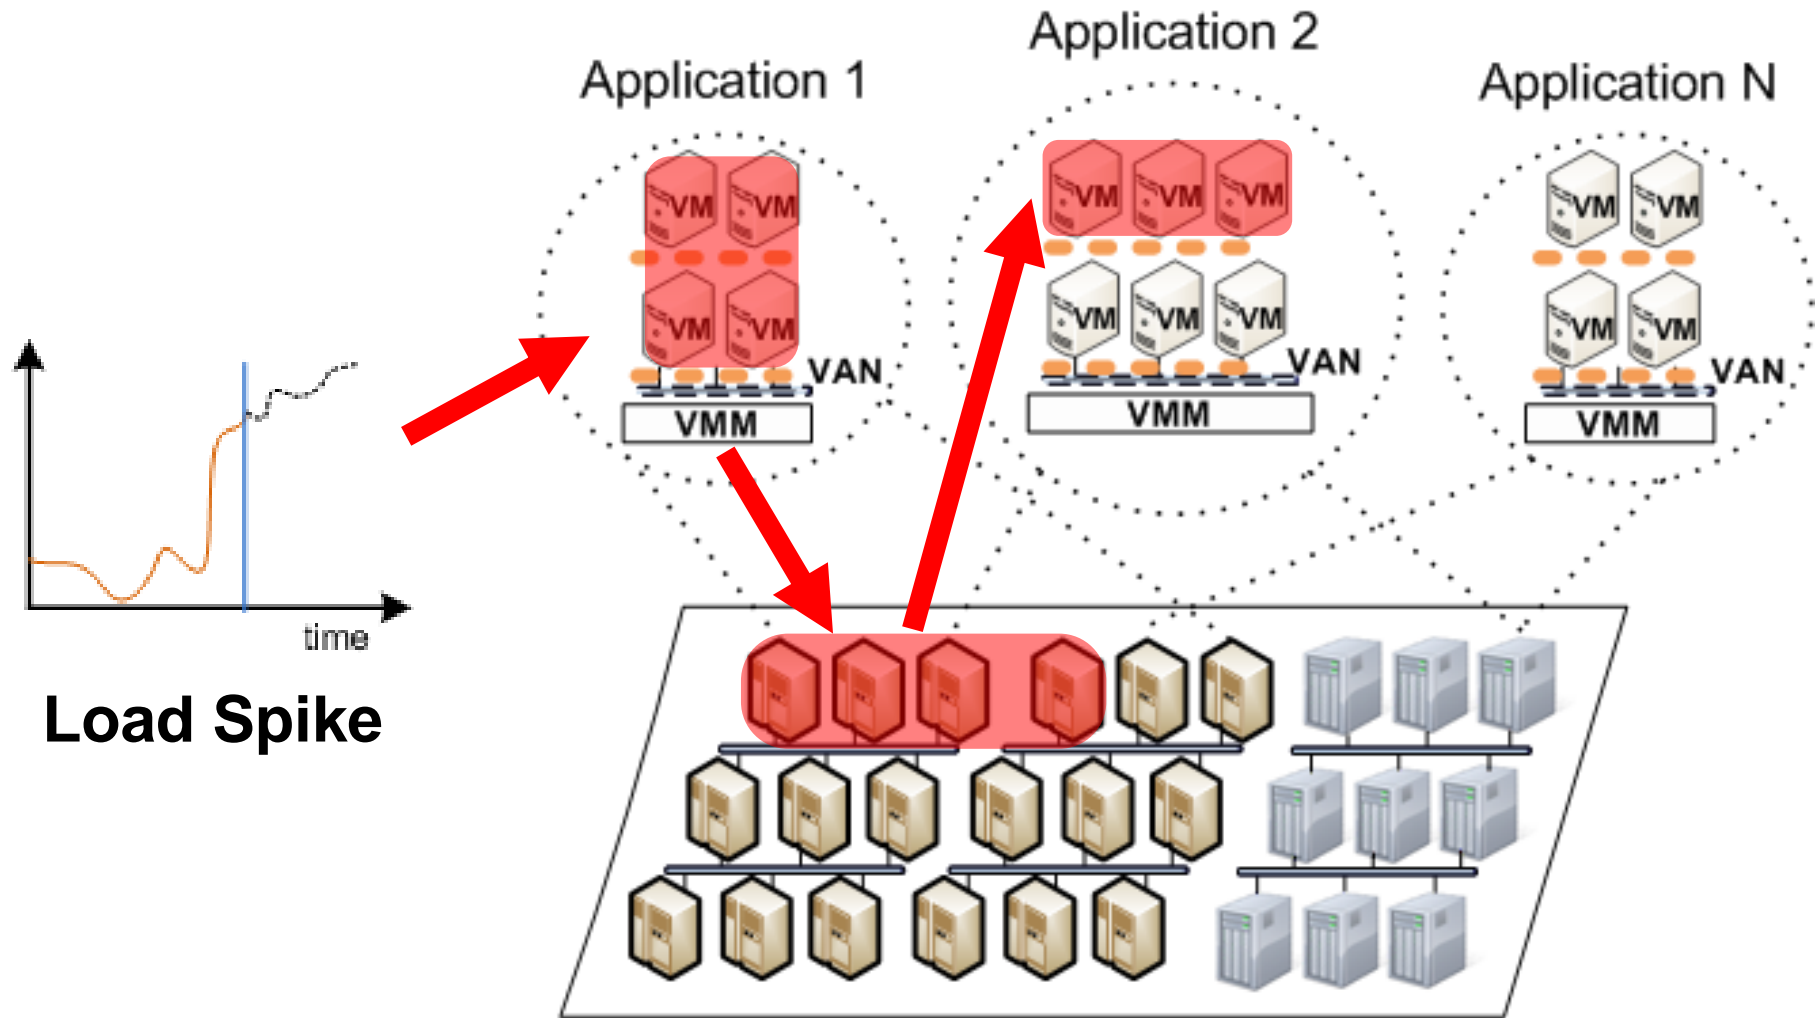 Application 1
Application 2
Application N
VM VM
VM VM VM
VM VM
VM VM
VM VM VM
VM VM
VAN
VAN
VAN
VMM
VMM
VMM
time
Load Spike